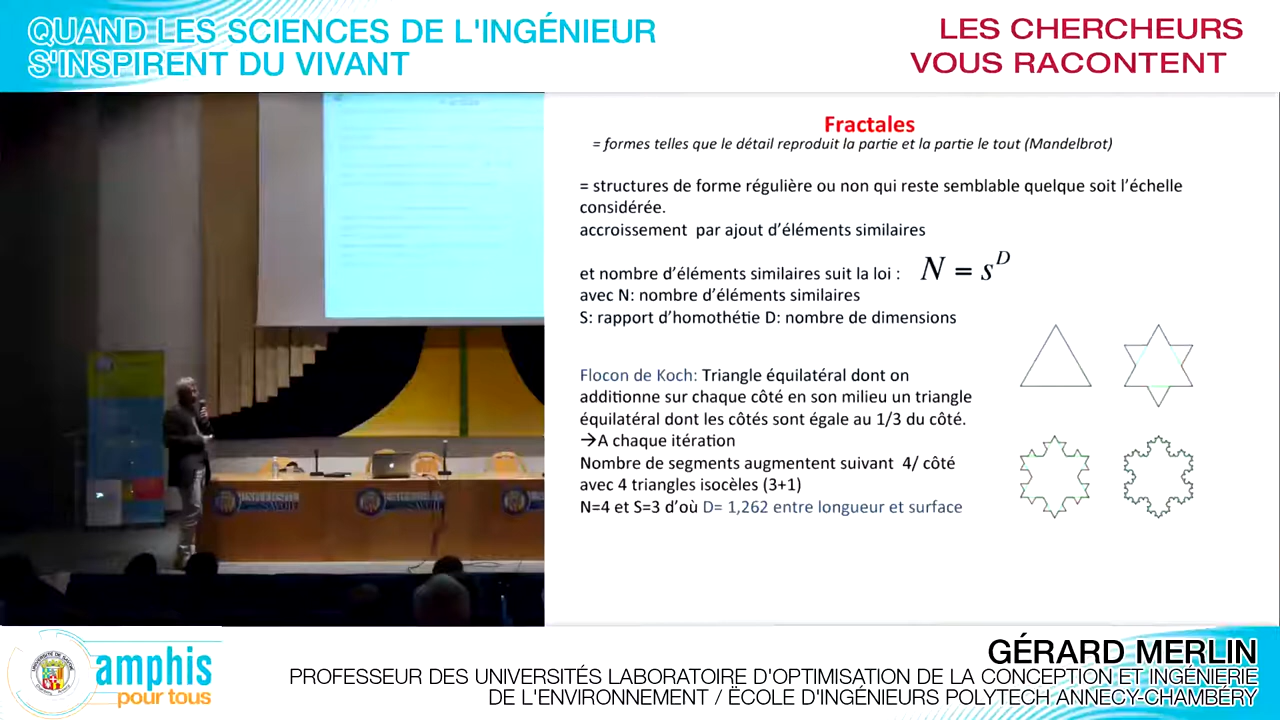 QUAND LES SCIENCES DE L'INGÉNIEUR
S'INSPIRENT DU VIVANT
LES CHERCHEURS
VOUS RACONTENT
Fractales
= formes telles que le détail reproduit la partie et la partie le tout (Mandelbrot)
= structures de forme régulière ou non qui reste semblable quelque soit l'échelle
considérée.
accroissement par ajout d'éléments similaires
et nombre d'éléments similaires suit la loi : N = s^D
avec N: nombre d'éléments similaires
S: rapport d'homothétie D: nombre de dimensions
Flocon de Koch: Triangle équilatéral dont on
additionne sur chaque côté en son milieu un triangle
équilatéral dont les côtés sont égale au 1/3 du côté.
→A chaque itération
Nombre de segments augmentent suivant 4/ côté
avec 4 triangles isocèles (3+1)
N=4 et S=3 d'où D= 1,262 entre longueur et surface
UNIVERSITE
SAVOIE
amphis
pour tous
GÉRARD MERLIN
PROFESSEUR DES UNIVERSITÉS LABORATOIRE D'OPTIMISATION DE LA CONCEPTION ET INGÉNIERIE
DE L'ENVIRONNEMENT / ËCOLE D'INGÉNIEURS POLYTECH ANNECY-CHAMBÉRY